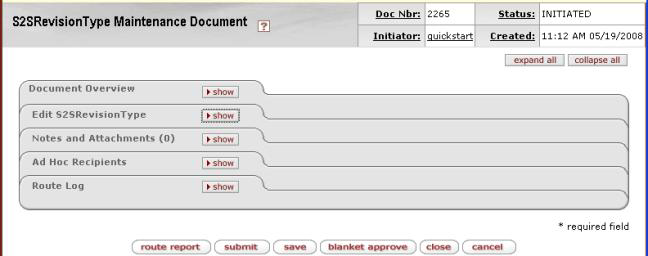 S2SRevisionType Maintenance Document ? Doc Nbr: 2265 Status: INITIATED
Initiator: quickstart Created: 11:12 AM 05/19/2008
expand all collapse all
Document Overview show
Edit S2SRevisionType show
Notes and Attachments (0) show
Ad Hoc Recipients show
Route Log show
* required field
route report submit save blanket approve close cancel